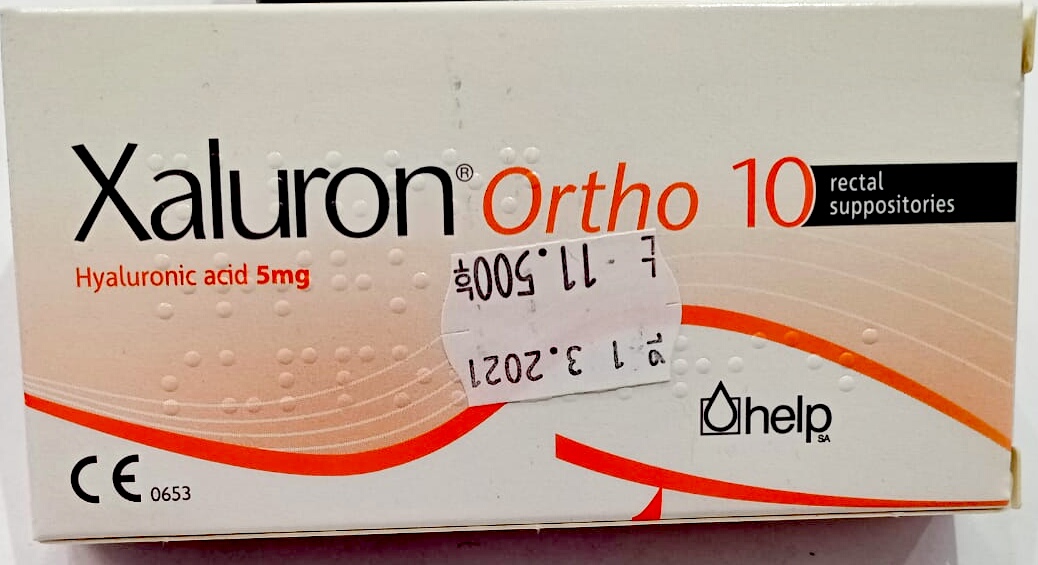 Xaluron® Ortho 10 rectal
suppositories
Hyaluronic acid 5mg
L 11.500
1 3.2021
help
SA
CE 0653